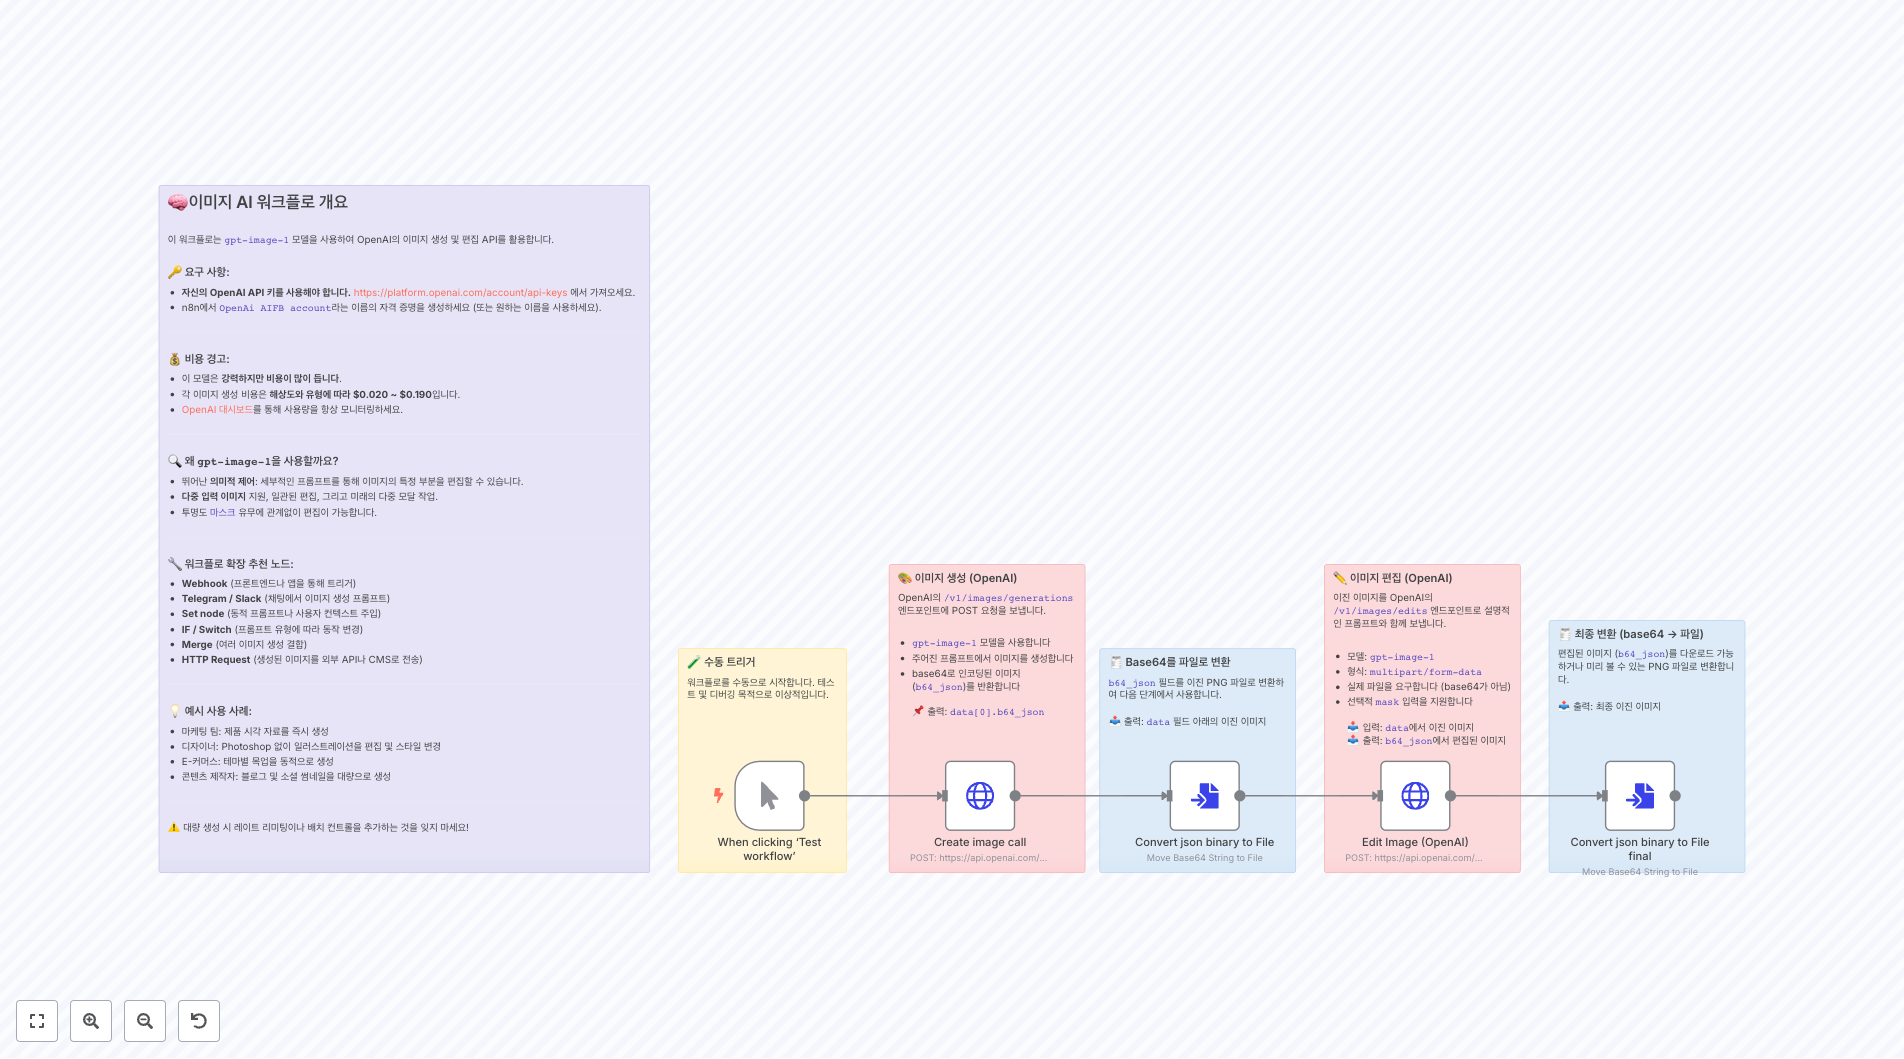 🧠이미지 AI 워크플로 개요
이 워크플로는 gpt-image-1 모델을 사용하여 OpenAI의 이미지 생성 및 편집 API를 활용합니다.
🔑 요구 사항:
자신의 OpenAI API 키를 사용해야 합니다. https://platform.openai.com/account/api-keys 에서 가져오세요.
n8n에서 OpenAi AIFB account라는 이름의 자격 증명을 생성하세요 (또는 원하는 이름을 사용하세요).
💰 비용 경고:
이 모델은 강력하지만 비용이 많이 듭니다.
각 이미지 생성 비용은 해상도와 유형에 따라 $0.020 ~ $0.190입니다.
OpenAI 대시보드를 통해 사용량을 항상 모니터링하세요.
🔍 왜 gpt-image-1을 사용할까요?
뛰어난 의미적 제어: 세부적인 프롬프트를 통해 이미지의 특정 부분을 편집할 수 있습니다.
다중 입력 이미지 지원, 일관된 편집, 그리고 미래의 다중 모달 작업.
투명도 마스크 유무에 관계없이 편집이 가능합니다.
🔧 워크플로 확장 추천 노드:
Webhook (프론트엔드나 앱을 통해 트리거)
Telegram / Slack (채팅에서 이미지 생성 프롬프트)
Set node (동적 프롬프트나 사용자 컨텍스트 주입)
IF / Switch (프롬프트 유형에 따라 동작 변경)
Merge (여러 이미지 생성 결합)
HTTP Request (생성된 이미지를 외부 API나 CMS로 전송)
💡 예시 사용 사례:
마케팅 팀: 제품 시각 자료를 즉시 생성
디자이너: Photoshop 없이 일러스트레이션을 편집 및 스타일 변경
E-커머스: 테마별 목업을 동적으로 생성
콘텐츠 제작자: 블로그 및 소셜 썸네일을 대량으로 생성
⚠️ 대량 생성 시 레이트 리미팅이나 배치 컨트롤을 추가하는 것을 잊지 마세요!
🧪 수동 트리거
워크플로를 수동으로 시작합니다. 테스
트 및 디버깅 목적으로 이상적입니다.
When clicking ‘Test
workflow’
🎨 이미지 생성 (OpenAI)
OpenAI의 /v1/images/generations
엔드포인트에 POST 요청을 보냅니다.
gpt-image-1 모델을 사용합니다
주어진 프롬프트에서 이미지를 생성합니다
base64로 인코딩된 이미지
(b64_json)를 반환합니다
📌 출력: data[0].b64_json
Create image call
POST: https://api.openai.com/...
Base64를 파일로 변환
b64_json 필드를 이진 PNG 파일로 변환하
여 다음 단계에서 사용합니다.
📤 출력: data 필드 아래의 이진 이미지
Convert json binary to File
Move Base64 String to File
✏️ 이미지 편집 (OpenAI)
이진 이미지를 OpenAI의
/v1/images/edits 엔드포인트로 설명적
인 프롬프트와 함께 보냅니다.
모델: gpt-image-1
형식: multipart/form-data
실제 파일을 요구합니다 (base64가 아님)
선택적 mask 입력을 지원합니다
📥 입력: data에서 이진 이미지
📤 출력: b64_json에서 편집된 이미지
Edit Image (OpenAI)
POST: https://api.openai.com/...
최종 변환 (base64 → 파일)
편집된 이미지 (b64_json)를 다운로드 가능
하거나 미리 볼 수 있는 PNG 파일로 변환합니
다.
📤 출력: 최종 이진 이미지
Convert json binary to File
final
Move Base64 String to File